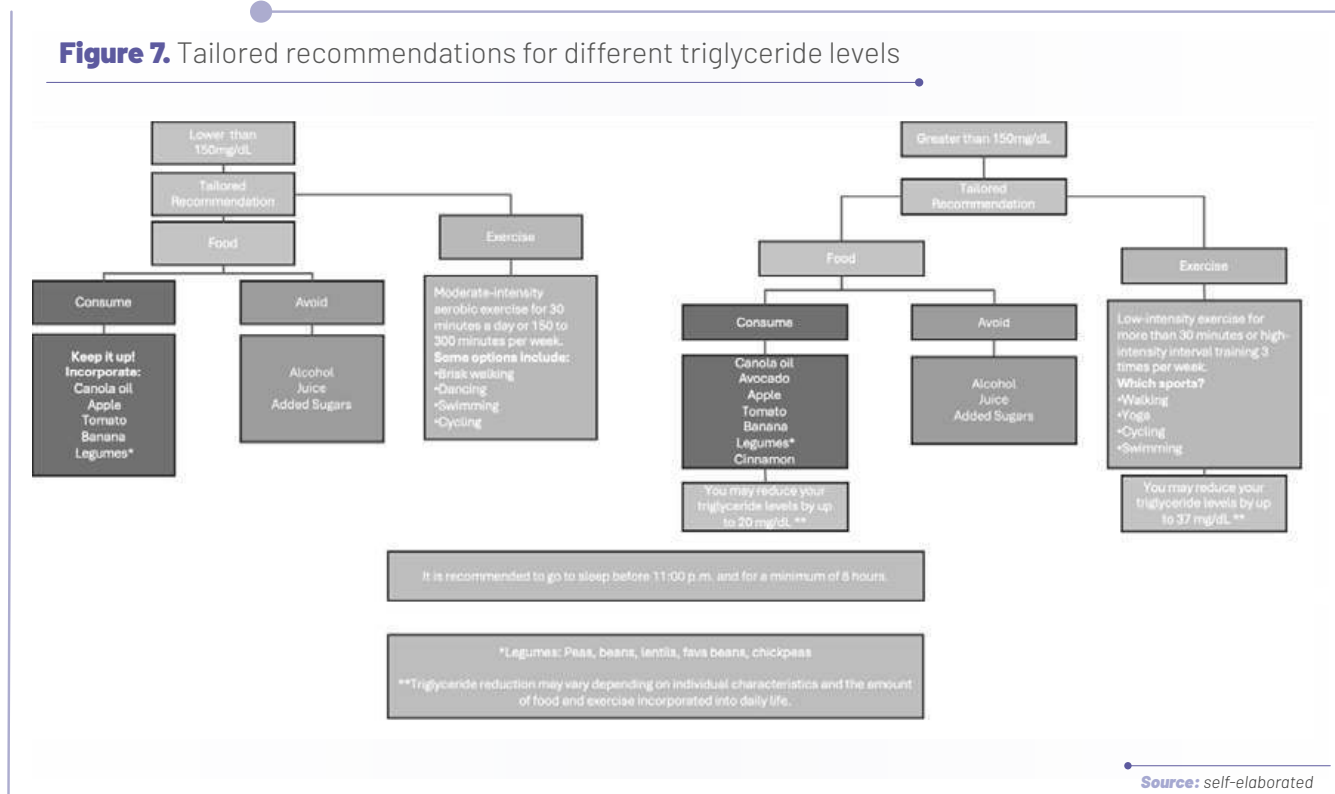 Figure 7. Tailored recommendations for different triglyceride levels
Lower than
150mg/dL
Tailored
Recommendation
Food
Exercise
Consume
Avoid
Keep it up!
Incorporate:
Canola oil
Apple
Tomato
Banana
Legumes*
Alcohol
Juice
Added Sugars
Moderate-intensity
aerobic exercise for 30
minutes a day or 150 to
300 minutes per week.
Some options include:
•Brisk walking
•Dancing
•Swimming
•Cycling
Greater than 150mg/dL
Tailored
Recommendation
Food
Exercise
Consume
Avoid
Canola oil
Avocado
Apple
Tomato
Banana
Legumes*
Cinnamon
You may reduce your
triglyceride levels by up
to 20 mg/dL **
Alcohol
Juice
Added Sugars
Low-intensity exercise for
more than 30 minutes or high-
intensity interval training 3
times per week.
Which sports?
•Walking
•Yoga
•Cycling
•Swimming
You may reduce your
triglyceride levels by up
to 37 mg/dL **
It is recommended to go to sleep before 11:00 p.m. and for a minimum of 8 hours.
*Legumes: Peas, beans, lentils, fava beans, chickpeas
**Triglyceride reduction may vary depending on individual characteristics and the amount
of food and exercise incorporated into daily life.
Source: self-elaborated